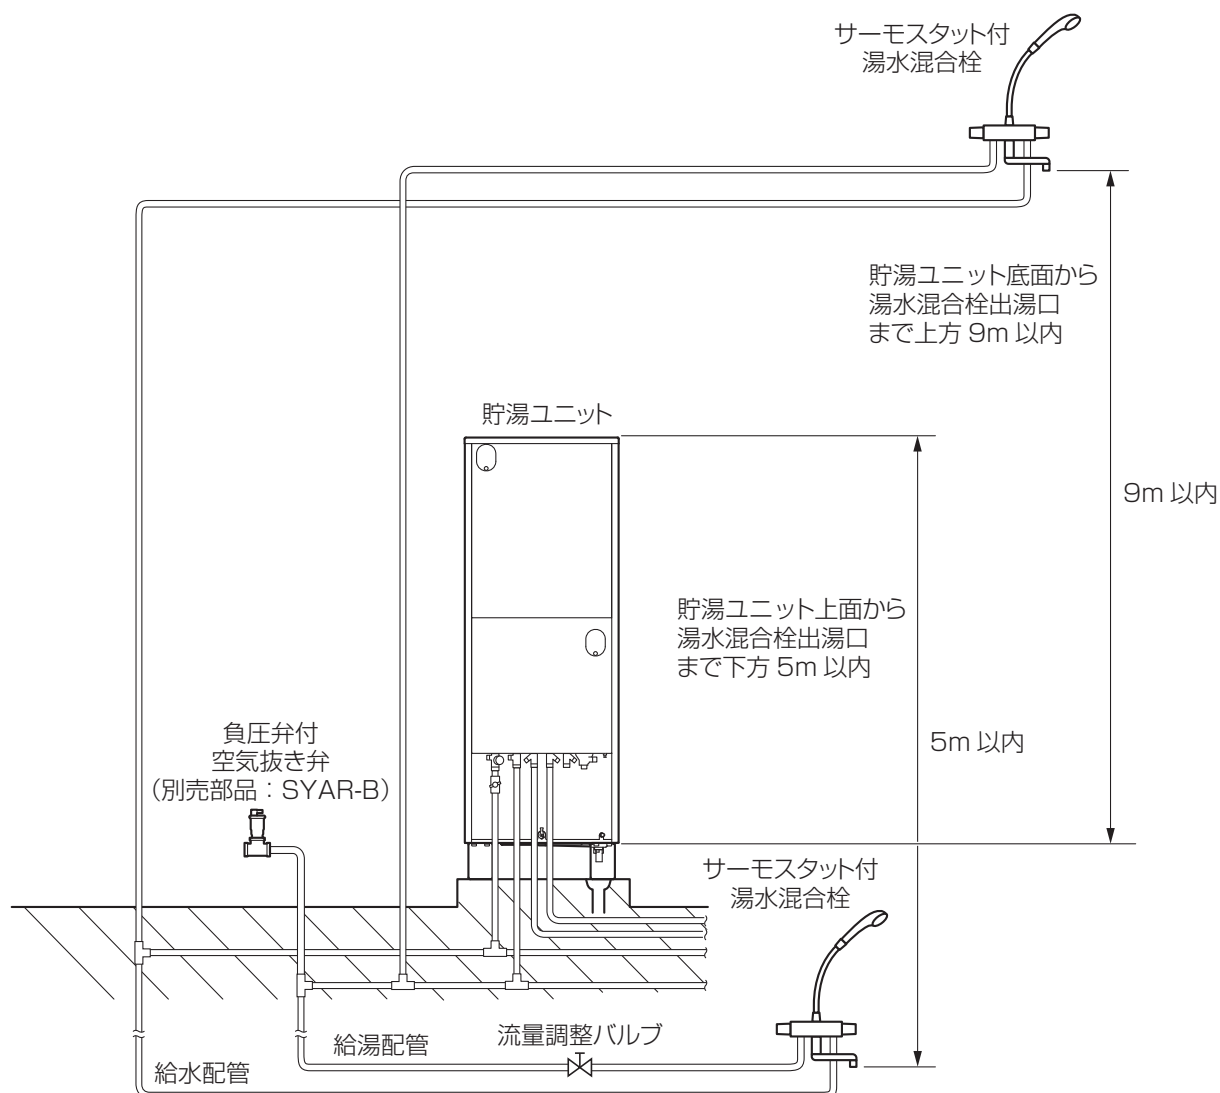 サーモスタット付
湯水混合栓
貯湯ユニット底面から
湯水混合栓出湯口
まで上方 9m 以内
貯湯ユニット
9m 以内
貯湯ユニット上面から
湯水混合栓出湯口
まで下方 5m 以内
負圧弁付
空気抜き弁
（別売部品：SYAR-B）
5m 以内
サーモスタット付
湯水混合栓
流量調整バルブ
給湯配管
給水配管